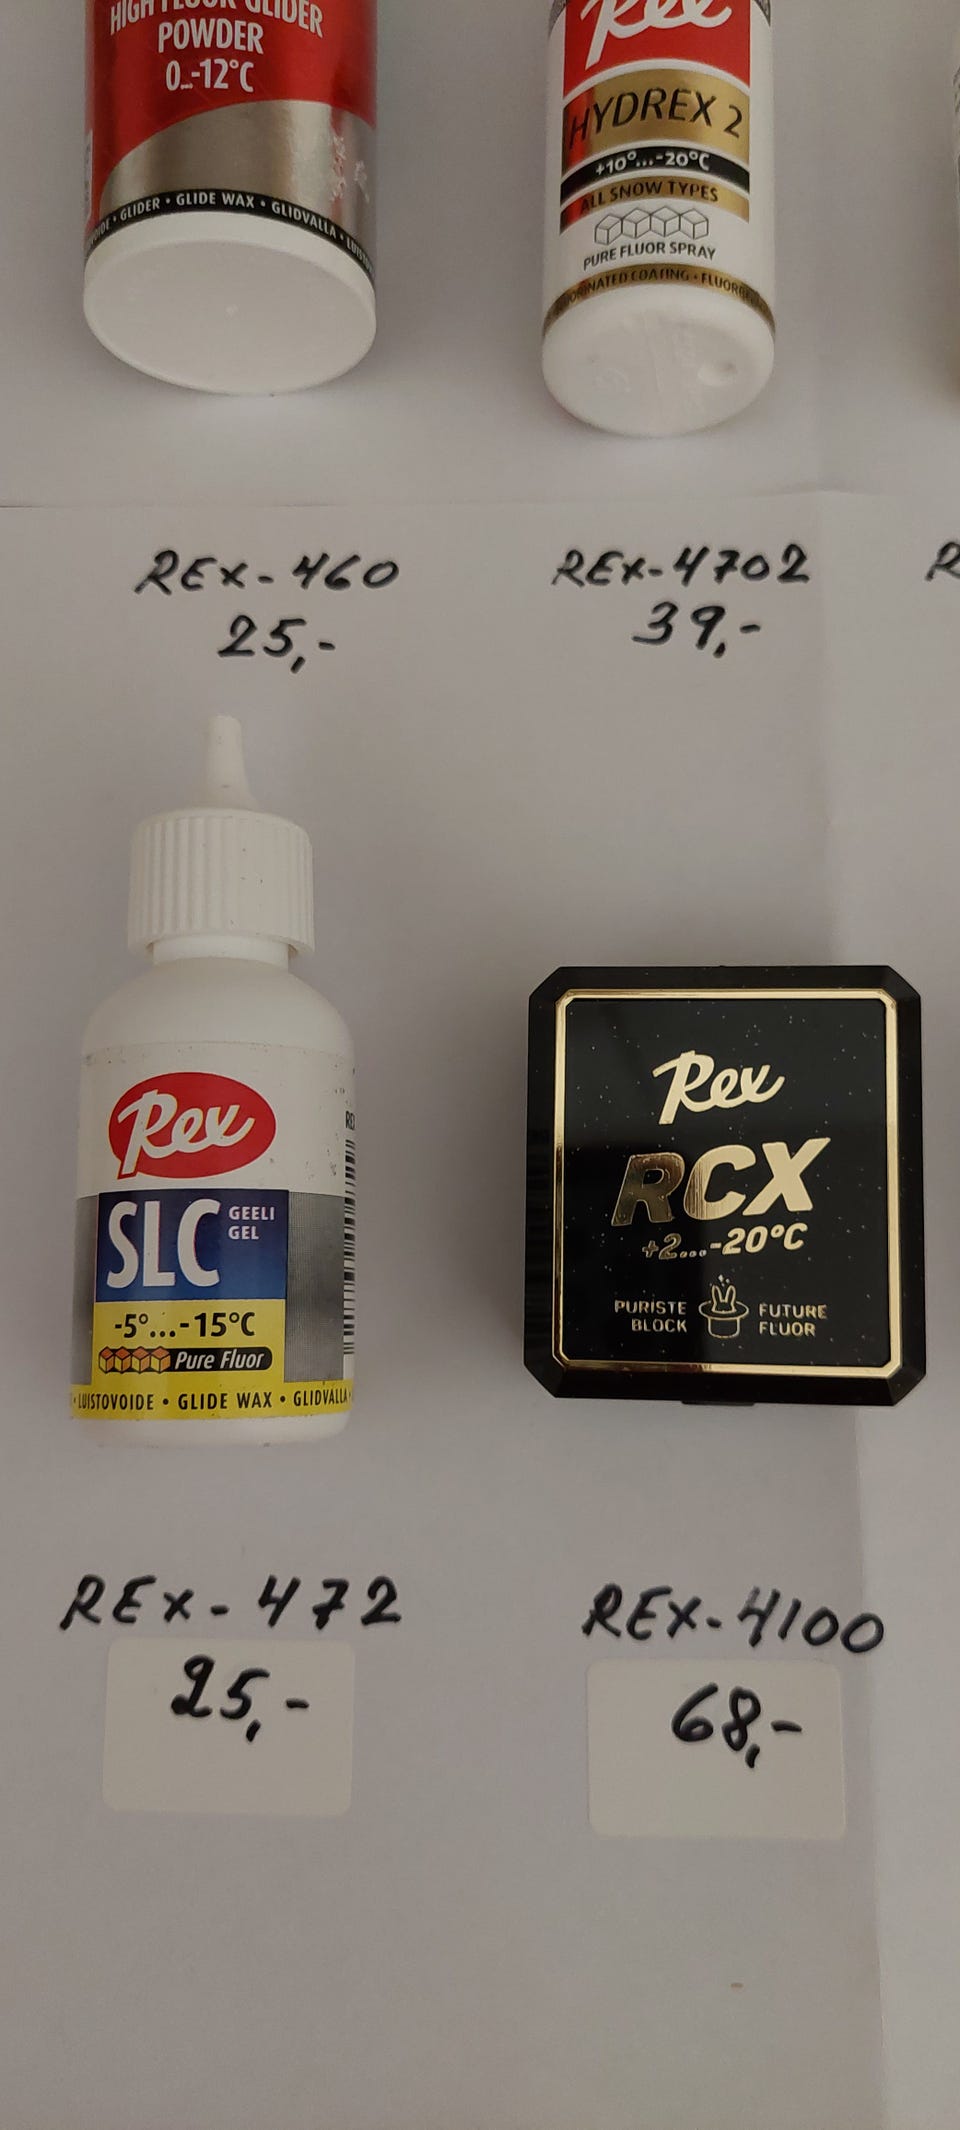 HIGH FLUOR GLIDER
POWDER
0...-12°C
GLIDER • GLIDE WAX • GLIDVALLA
Rex
HYDREX 2
+10°...-20°C
ALL SNOW TYPES
PURE FLUOR SPRAY
COATING •
REX-460
25,-
REX-4702
39,-
R
Rex
SLC
GEELI
GEL
-5°...-15°C
Pure Fluor
• LUISTOVOIDE • GLIDE WAX • GLIDVALLA
Rex
RCX
+2...-20°C
PURISTE
BLOCK
FUTURE
FLUOR
REX-472
25,-
REX-4100
68,-